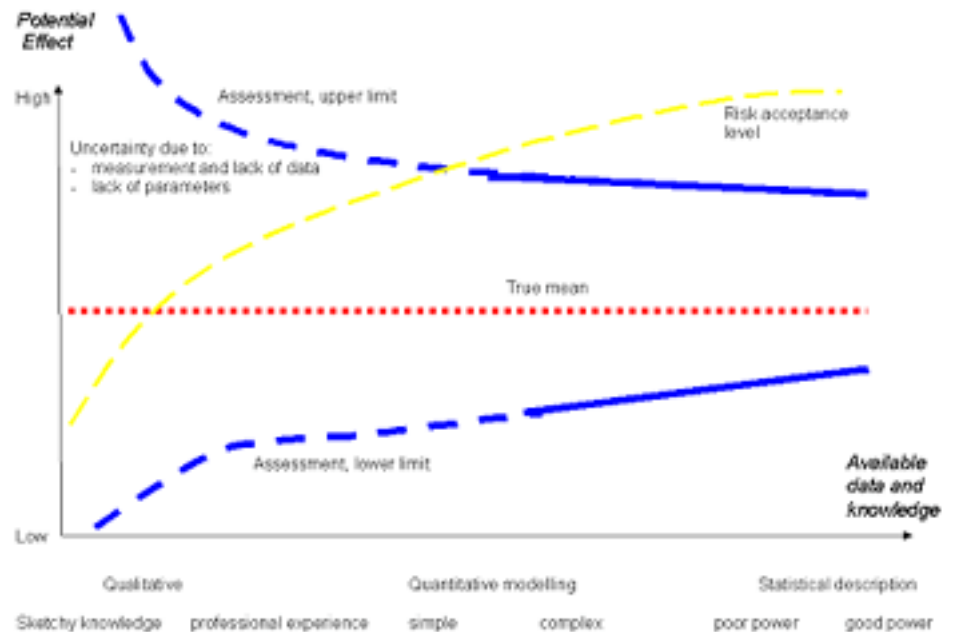 Potential
Effect
High
Assessment, upper limit
Risk acceptance
level
Uncertainty due to:
- measurement and lack of data
- lack of parameters
True mean
Assessment, lower limit
Available
data and
knowledge
Low
Qualitative Quantitative modelling Statistical description
Sketchy knowledge professional experience simple complex poor power good power